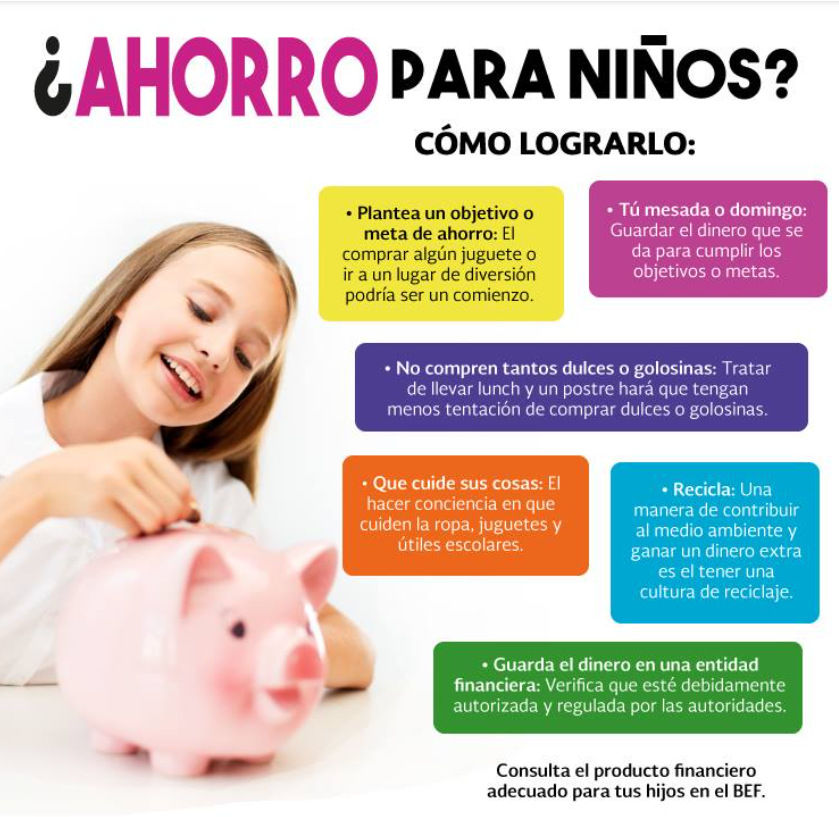 ¿AHORRO PARA NIÑOS?
CÓMO LOGRARLO:
• Plantea un objetivo o
meta de ahorro: El
comprar algún juguete o
ir a un lugar de diversión
podría ser un comienzo.
• Tú mesada o domingo:
Guardar el dinero que se
da para cumplir los
objetivos o metas.
• No compren tantos dulces o golosinas: Tratar
de llevar lunch y un postre hará que tengan
menos tentación de comprar dulces o golosinas.
• Que cuide sus cosas: El
hacer conciencia en que
cuiden la ropa, juguetes y
útiles escolares.
• Recicla: Una
manera de contribuir
al medio ambiente y
ganar un dinero extra
es el tener una
cultura de reciclaje.
• Guarda el dinero en una entidad
financiera: Verifica que esté debidamente
autorizada y regulada por las autoridades.
Consulta el producto financiero
adecuado para tus hijos en el BEF.